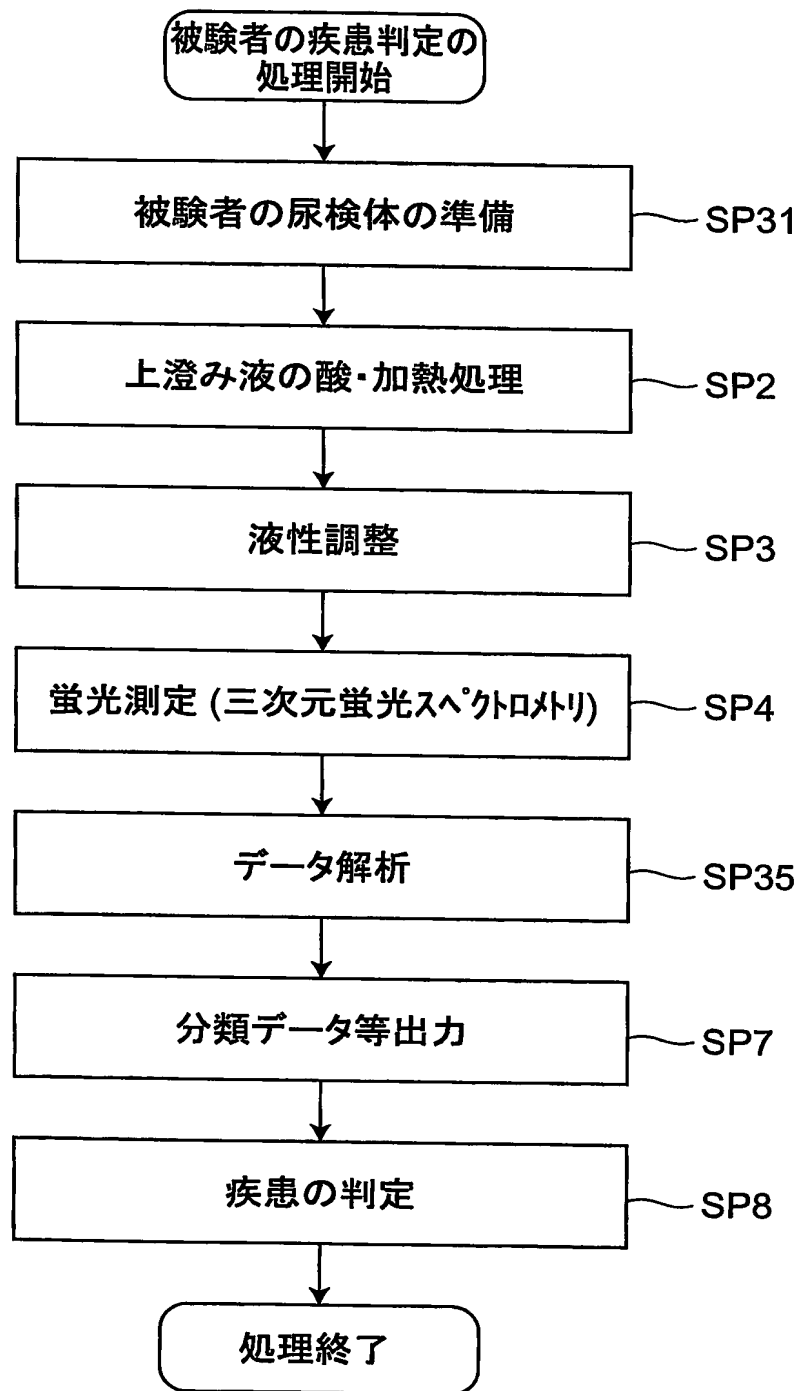 被験者の疾患判定の
処理開始
被験者の尿検体の準備
SP31
上澄み液の酸・加熱処理
SP2
液性調整
SP3
蛍光測定 (三次元蛍光ｽﾍﾟｸﾄﾛﾒﾄﾘ)
SP4
データ解析
SP35
分類データ等出力
SP7
疾患の判定
SP8
処理終了